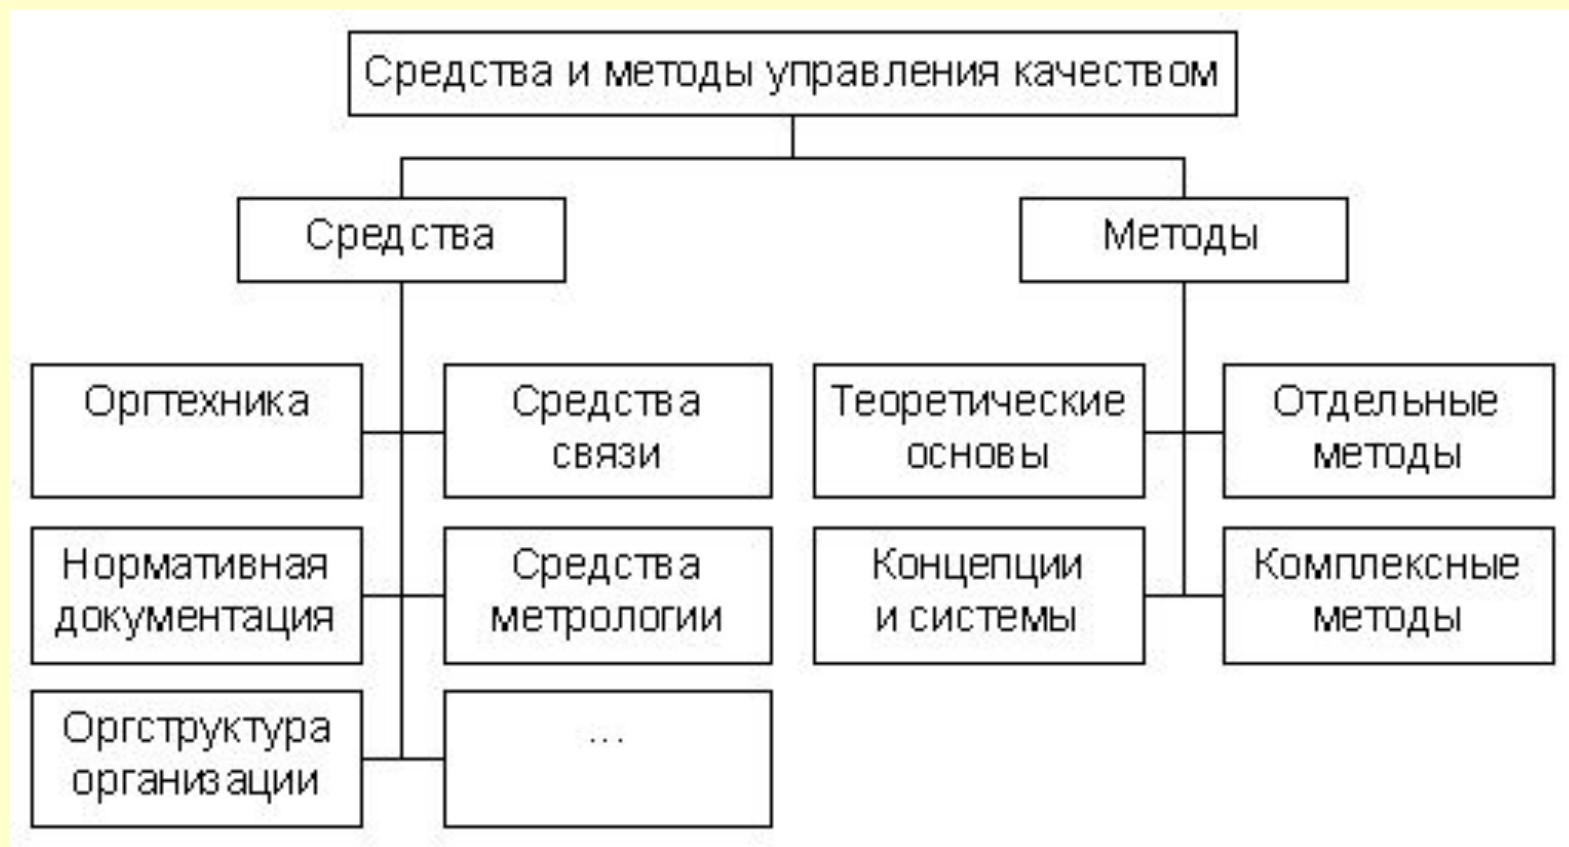 Средства и методы управления качеством
Средства
Методы
Оргтехника
Средства
связи
Теоретические
основы
Отдельные
методы
Нормативная
документация
Средства
метрологии
Концепции
и системы
Комплексные
методы
Оргструктура
организации
...